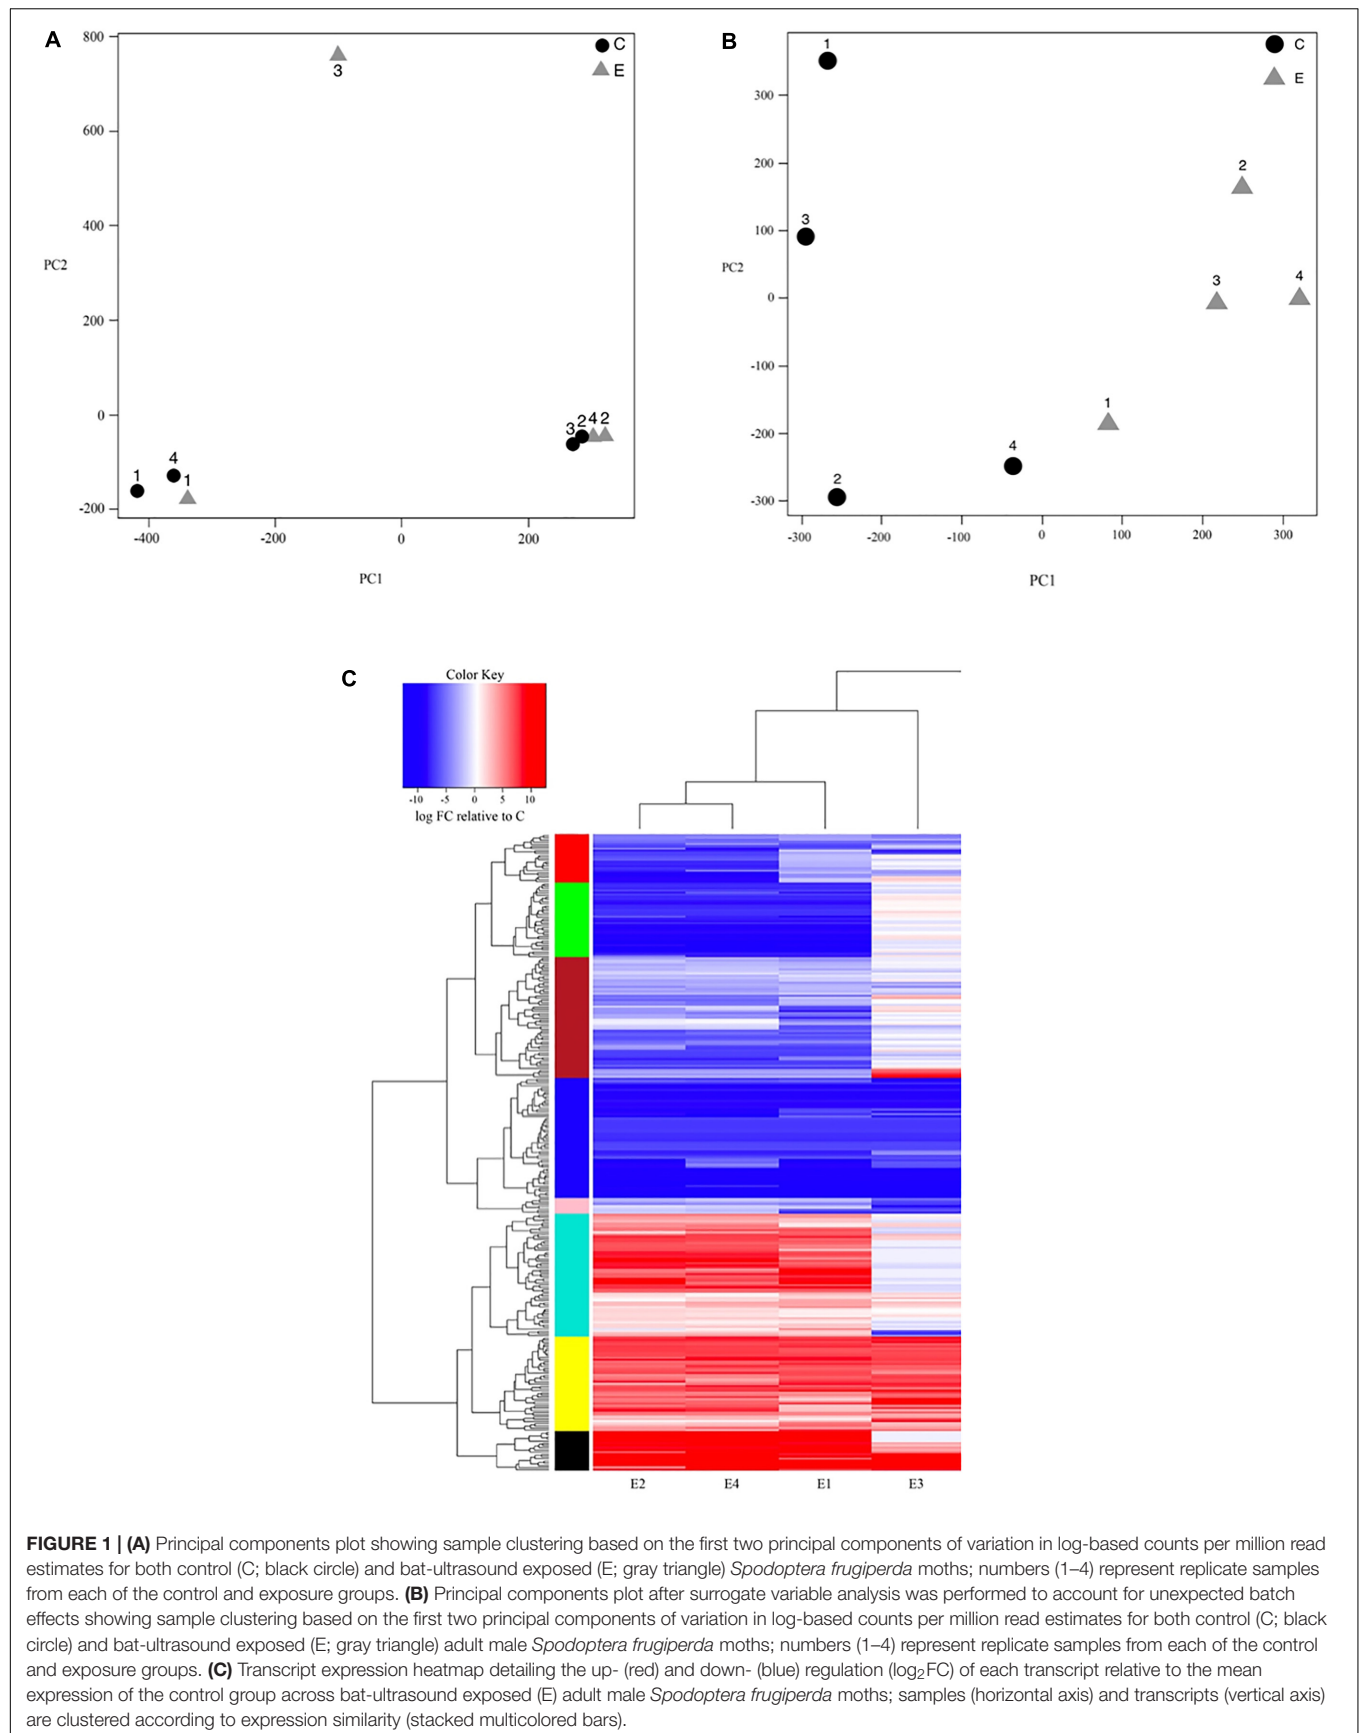 A
800
600
400
200
0
-200
PC2
-400
-200
0
200
PC1
C
E
3
1
4
1
3
2
4
2
B
300
200
100
0
-100
-200
-300
PC2
-300
-200
-100
0
100
200
300
PC1
C
E
1
3
2
4
1
2
3
4
C
Color Key
-10 -5 0 5 10
log FC relative to C
E2 E4 E1 E3
FIGURE 1 | (A) Principal components plot showing sample clustering based on the first two principal components of variation in log-based counts per million read
estimates for both control (C; black circle) and bat-ultrasound exposed (E; gray triangle) Spodoptera frugiperda moths; numbers (1–4) represent replicate samples
from each of the control and exposure groups. (B) Principal components plot after surrogate variable analysis was performed to account for unexpected batch
effects showing sample clustering based on the first two principal components of variation in log-based counts per million read estimates for both control (C; black
circle) and bat-ultrasound exposed (E; gray triangle) adult male Spodoptera frugiperda moths; numbers (1–4) represent replicate samples from each of the control
and exposure groups. (C) Transcript expression heatmap detailing the up- (red) and down- (blue) regulation (log₂FC) of each transcript relative to the mean
expression of the control group across bat-ultrasound exposed (E) adult male Spodoptera frugiperda moths; samples (horizontal axis) and transcripts (vertical axis)
are clustered according to expression similarity (stacked multicolored bars).